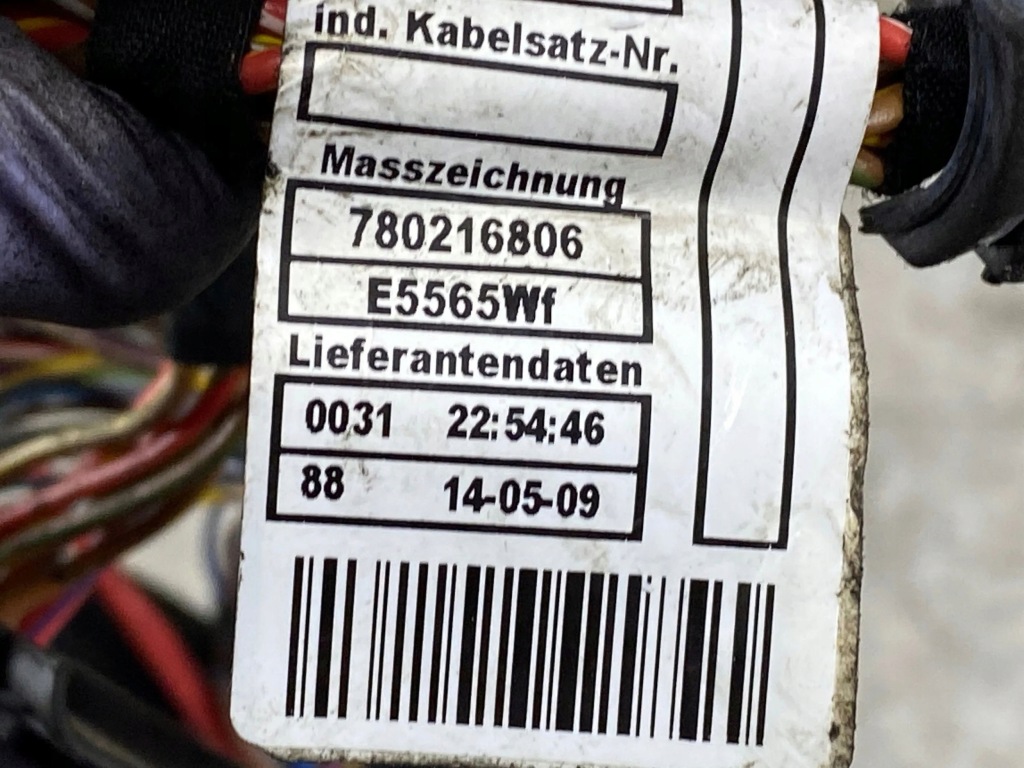 ind. Kabelsatz-Nr.
Masszeichnung
780216806
E5565Wf
Lieferantendaten
0031 22:54:46
88 14-05-09